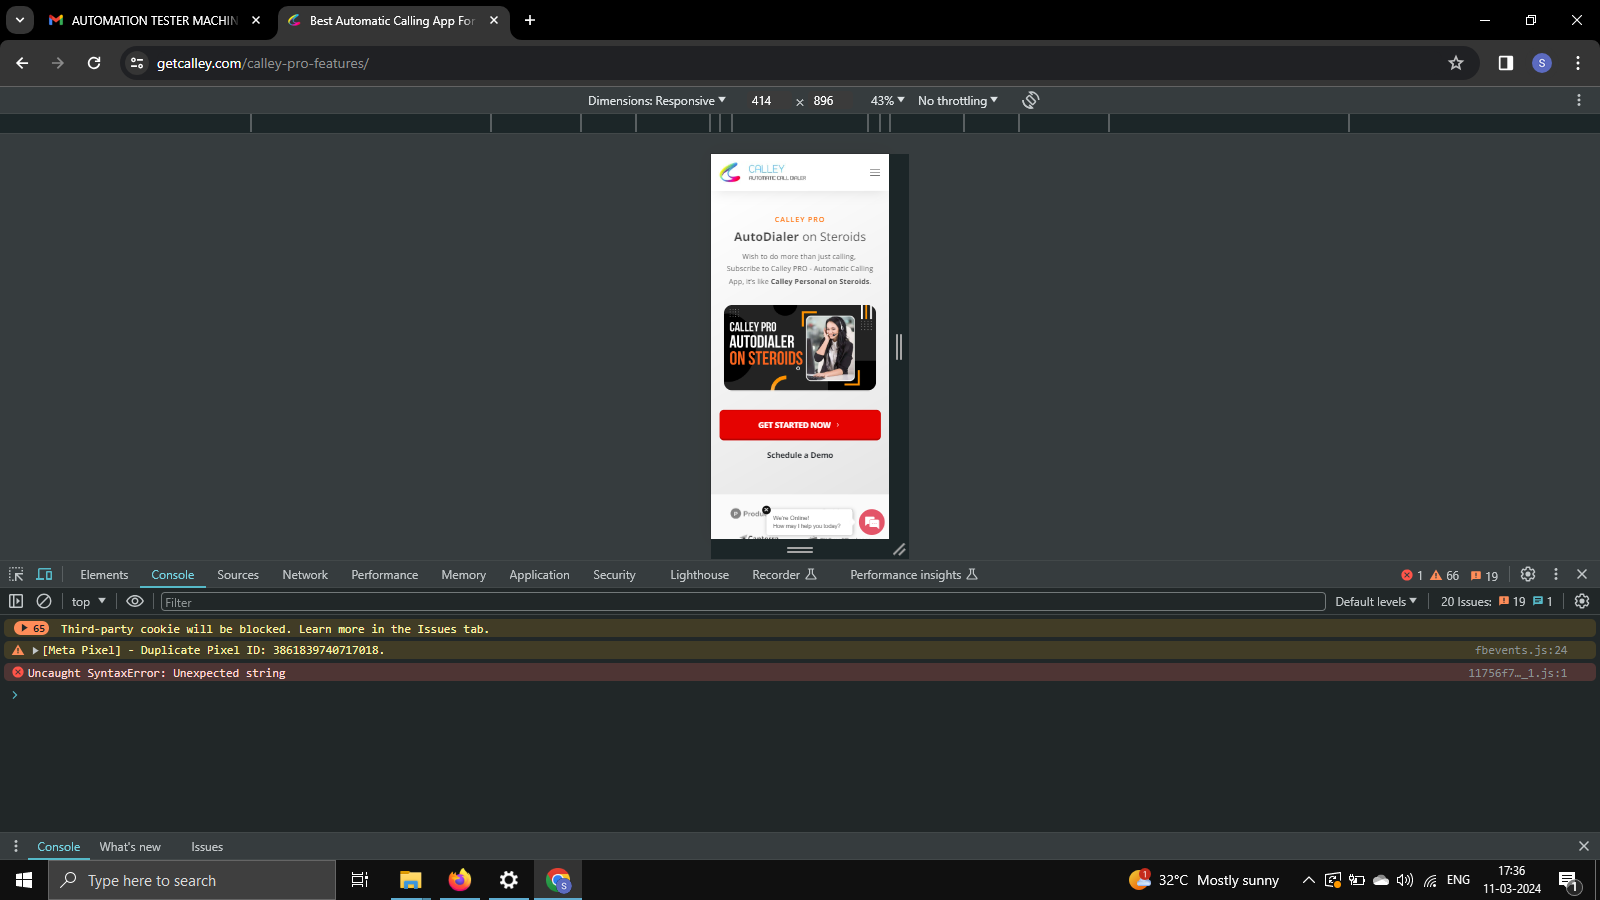 AUTOMATION TESTER MACHIN
Best Automatic Calling App For
getcalley.com/calley-pro-features/
Dimensions: Responsive 414 × 896 43% No throttling
CALLEY
AUTOMATIC CALL DIALER
CALLEY PRO
AutoDialer on Steroids
Wish to do more than just calling,
Subscribe to Calley PRO - Automatic Calling
App, it's like Calley Personal on Steroids.
CALLEY PRO
AUTODIALER
ON STEROIDS
GET STARTED NOW ›
Schedule a Demo
We're Online!
How may I help you today?
Elements Console Sources Network Performance Memory Application Security Lighthouse Recorder Performance insights 1 66 19
top Filter Default levels 20 Issues: 19 1
65 Third-party cookie will be blocked. Learn more in the Issues tab.
[Meta Pixel] - Duplicate Pixel ID: 3861839740717018. fbevents.js:24
Uncaught SyntaxError: Unexpected string 11756f7…_1.js:1
Console What's new Issues
Type here to search
S
1
32°C Mostly sunny
ENG
17:36
11-03-2024
1